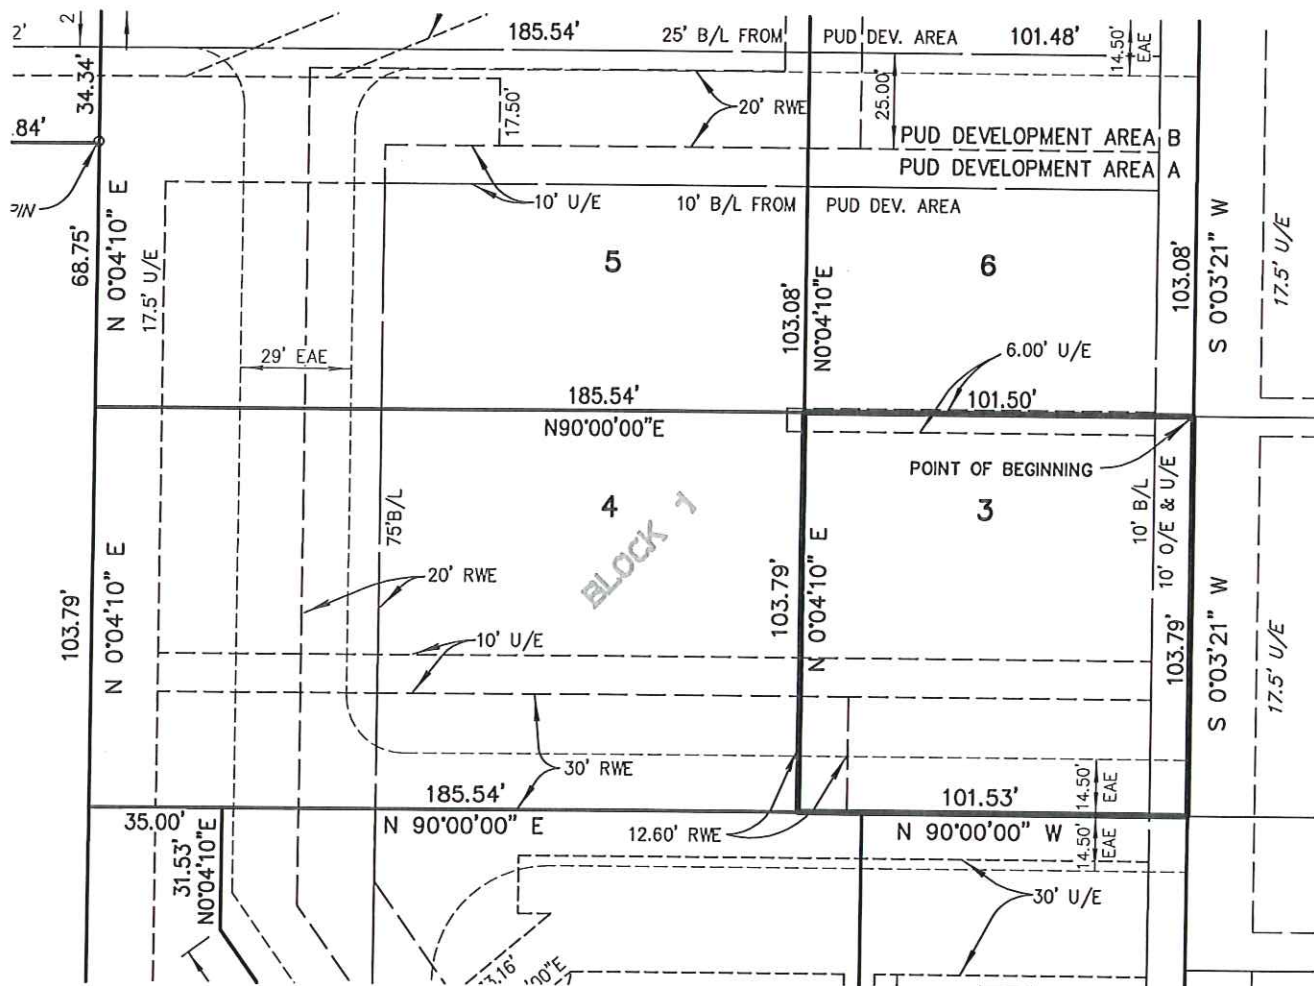 2'
2
185.54'
25' B/L FROM
PUD DEV. AREA
101.48'
14.50'
EAE
34.34'
.84'
17.50'
20' RWE
25.00'
PUD DEVELOPMENT AREA B
PUD DEVELOPMENT AREA A
10' U/E
10' B/L FROM
PUD DEV. AREA
68.75'
N 0°04'10" E
17.5' U/E
5
6
103.08'
N0°04'10"E
103.08'
S 0°03'21" W
17.5' U/E
29' EAE
6.00' U/E
185.54'
N90°00'00"E
101.50'
POINT OF BEGINNING
75'B/L
4
BLOCK 1
3
10' B/L
10' O/E & U/E
103.79'
N 0°04'10" E
20' RWE
10' U/E
103.79'
N 0°04'10" E
103.79'
S 0°03'21" W
17.5' U/E
30' RWE
185.54'
N 90°00'00" E
101.53'
N 90°00'00" W
14.50'
EAE
14.50'
EAE
35.00'
31.53'
N0°04'10"E
12.60' RWE
30' U/E
3.16'
'00"E